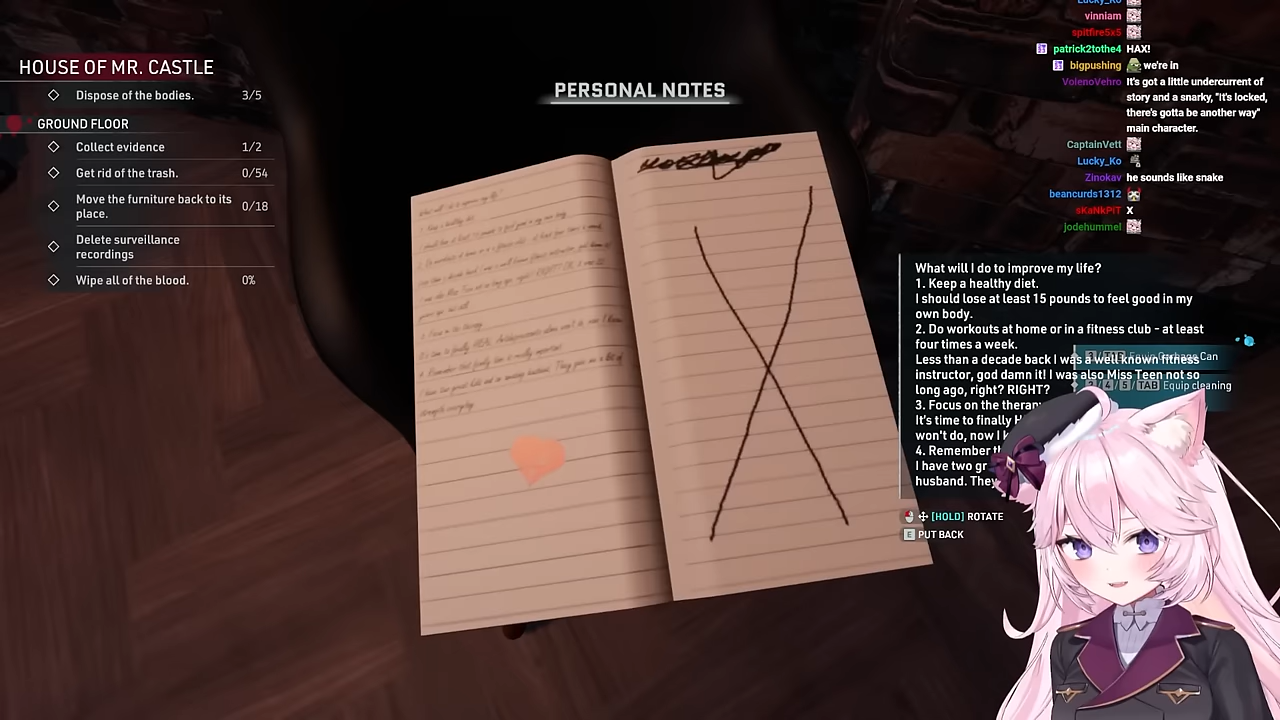 HOUSE OF MR. CASTLE
Dispose of the bodies. 3/5
GROUND FLOOR
Collect evidence 1/2
Get rid of the trash. 0/54
Move the furniture back to its
place. 0/18
Delete surveillance
recordings
Wipe all of the blood. 0%
PERSONAL NOTES
What will I do to improve my life?
1. Keep a healthy diet.
I should lose at least 15 pounds to feel good in my
own body.
2. Do workouts at home or in a fitness club - at least
four times a week.
Less than a decade back I was a well known fitness
instructor, god damn it! I was also Miss Teen not so
long ago, right? RIGHT?
3. Focus on the
It's time to finally
won't do, now I
4. Remember
I have two
husband. They
Can
TAB Equip cleaning
[HOLD] ROTATE
E PUT BACK
Lucky_Ko
vinniam
spitfire5x5
patrick2tothe4 HAX!
bigpushing we're in
VolenoVehro It's got a little undercurrent of
story and a snarky, "it's locked,
there's gotta be another way"
main character.
CaptainVett
Lucky_Ko
Zinokav he sounds like snake
beancurds1312
sKaNkPiT X
jodehummel